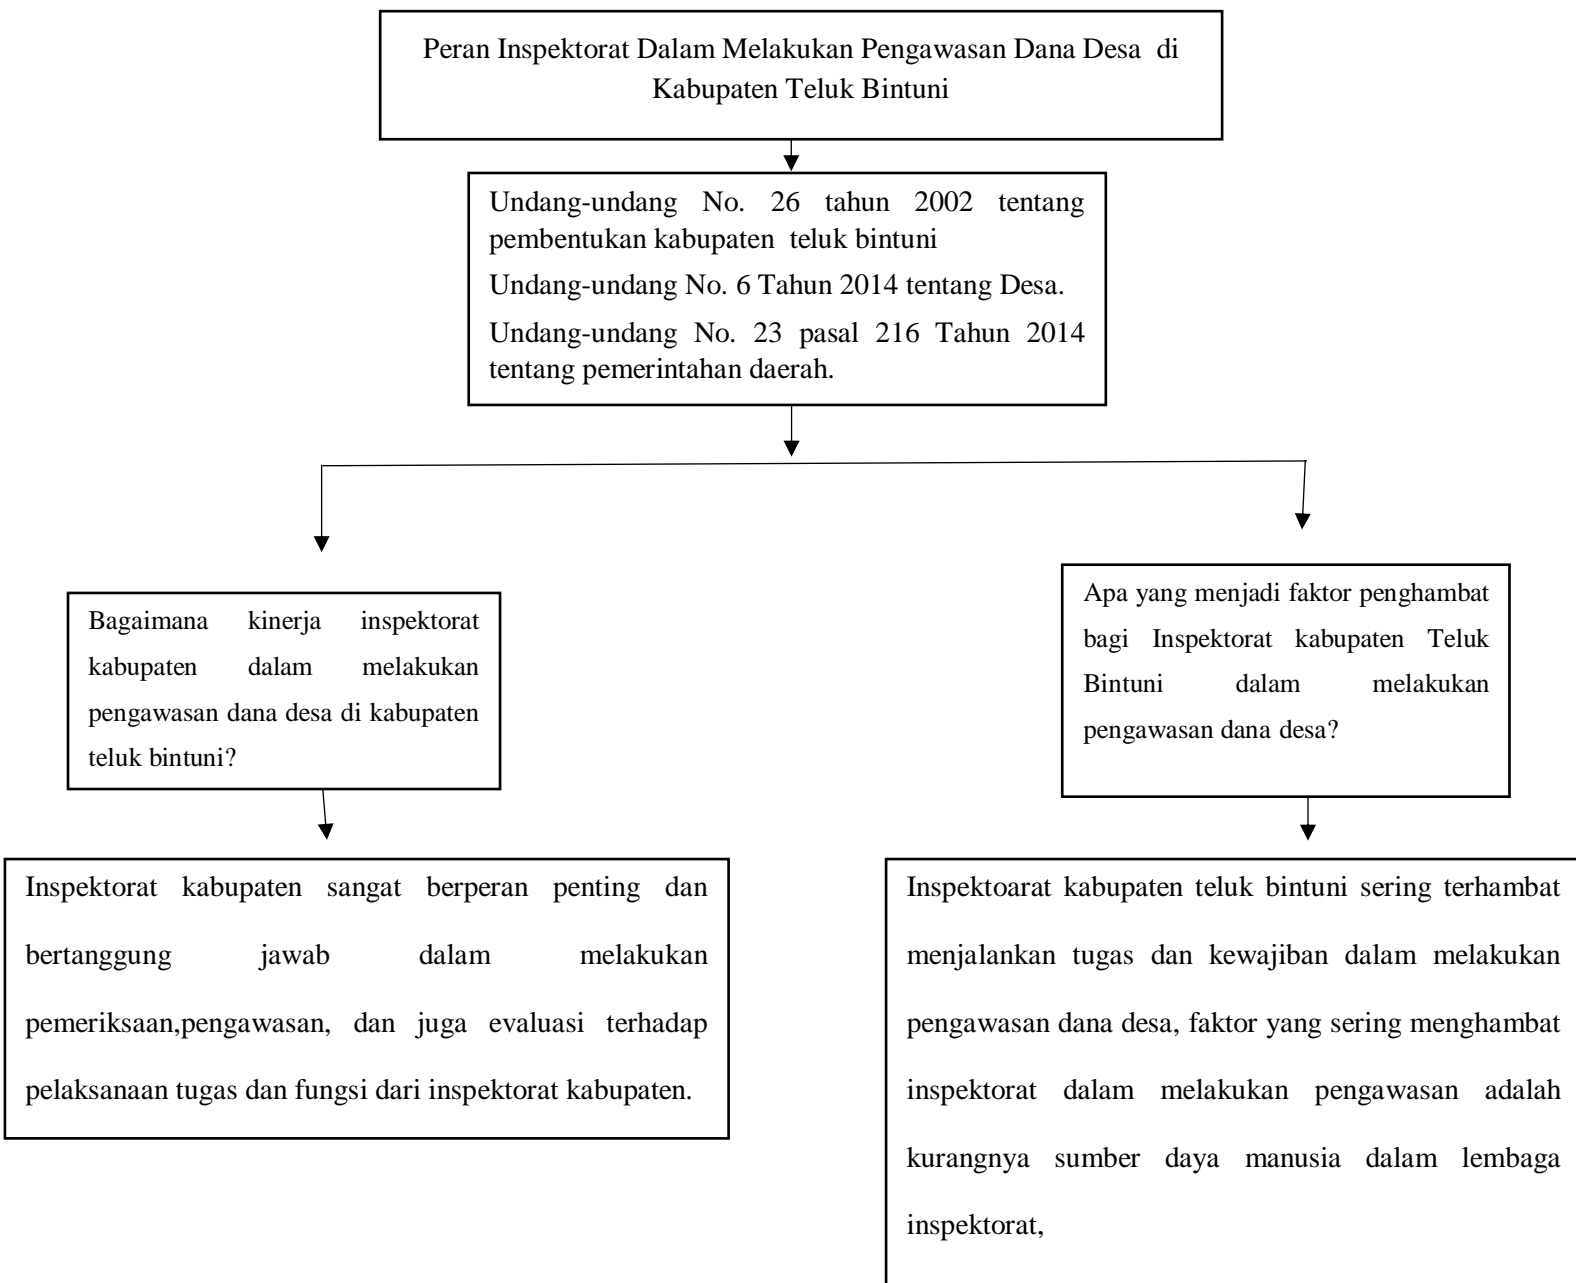 Peran Inspektorat Dalam Melakukan Pengawasan Dana Desa di
Kabupaten Teluk Bintuni
Undang-undang No. 26 tahun 2002 tentang
pembentukan kabupaten teluk bintuni
Undang-undang No. 6 Tahun 2014 tentang Desa.
Undang-undang No. 23 pasal 216 Tahun 2014
tentang pemerintahan daerah.
Bagaimana kinerja inspektorat
kabupaten dalam melakukan
pengawasan dana desa di kabupaten
teluk bintuni?
Apa yang menjadi faktor penghambat
bagi Inspektorat kabupaten Teluk
Bintuni dalam melakukan
pengawasan dana desa?
Inspektorat kabupaten sangat berperan penting dan
bertanggung jawab dalam melakukan
pemeriksaan,pengawasan, dan juga evaluasi terhadap
pelaksanaan tugas dan fungsi dari inspektorat kabupaten.
Inspektoarat kabupaten teluk bintuni sering terhambat
menjalankan tugas dan kewajiban dalam melakukan
pengawasan dana desa, faktor yang sering menghambat
inspektorat dalam melakukan pengawasan adalah
kurangnya sumber daya manusia dalam lembaga
inspektorat,